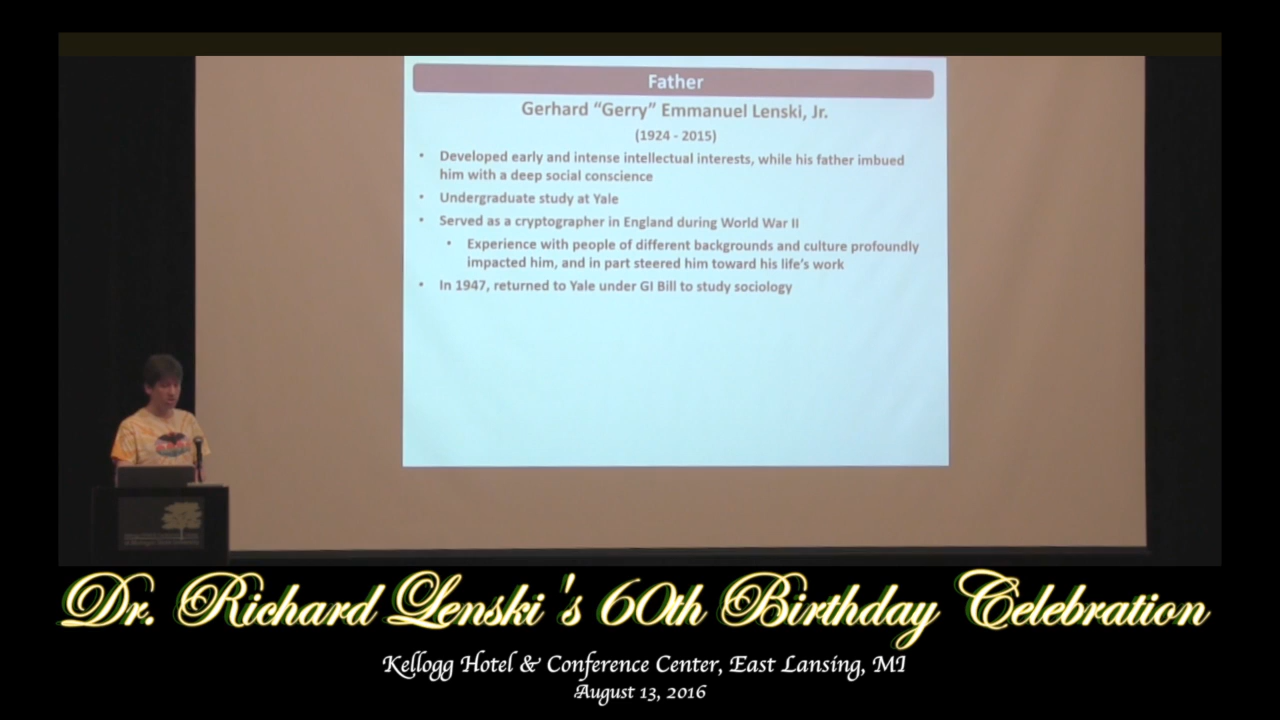 Father
Gerhard “Gerry” Emmanuel Lenski, Jr.
(1924 - 2015)
• Developed early and intense intellectual interests, while his father imbued
him with a deep social conscience
• Undergraduate study at Yale
• Served as a cryptographer in England during World War II
• Experience with people of different backgrounds and culture profoundly
impacted him, and in part steered him toward his life’s work
• In 1947, returned to Yale under GI Bill to study sociology
Dr. Richard Lenski's 60th Birthday Celebration
Kellogg Hotel & Conference Center, East Lansing, MI
August 13, 2016